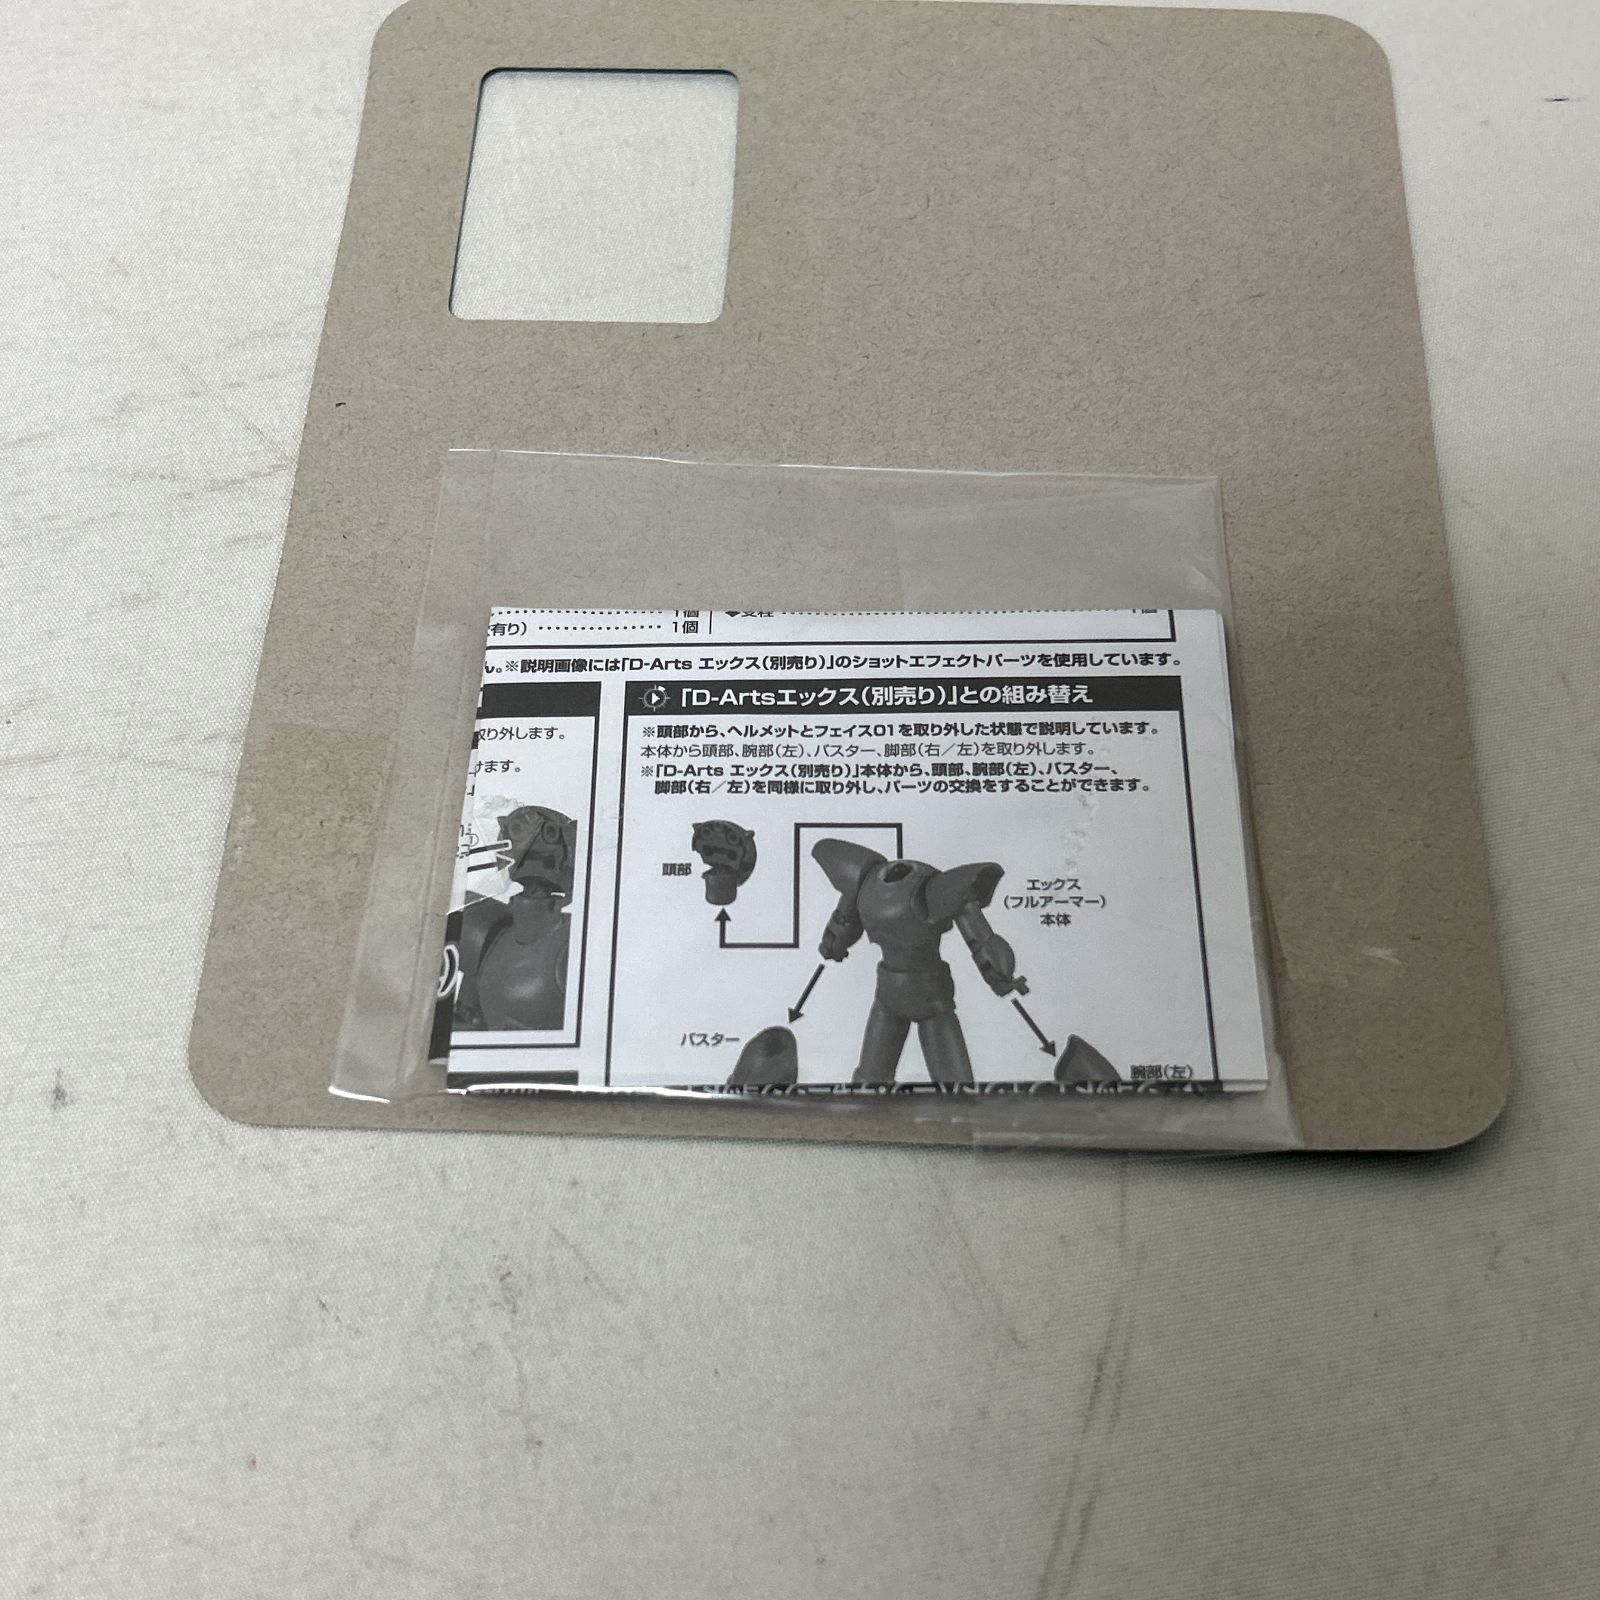 1個
有り) ･･････････････ 1個
◆支柱 ･･････････････ 1個
ん。※説明画像には「D-Arts エックス(別売り)」のショットエフェクトパーツを使用しています。
取り外します。
けます。
「D-Artsエックス(別売り)」との組み替え
※頭部から、ヘルメットとフェイス01を取り外した状態で説明しています。
本体から頭部、腕部(左)、バスター、脚部(右／左)を取り外します。
※「D-Arts エックス(別売り)」本体から、頭部、腕部(左)、バスター、
脚部(右／左)を同様に取り外し、パーツの交換をすることができます。
頭部
エックス
(フルアーマー)
本体
バスター
腕部(左)